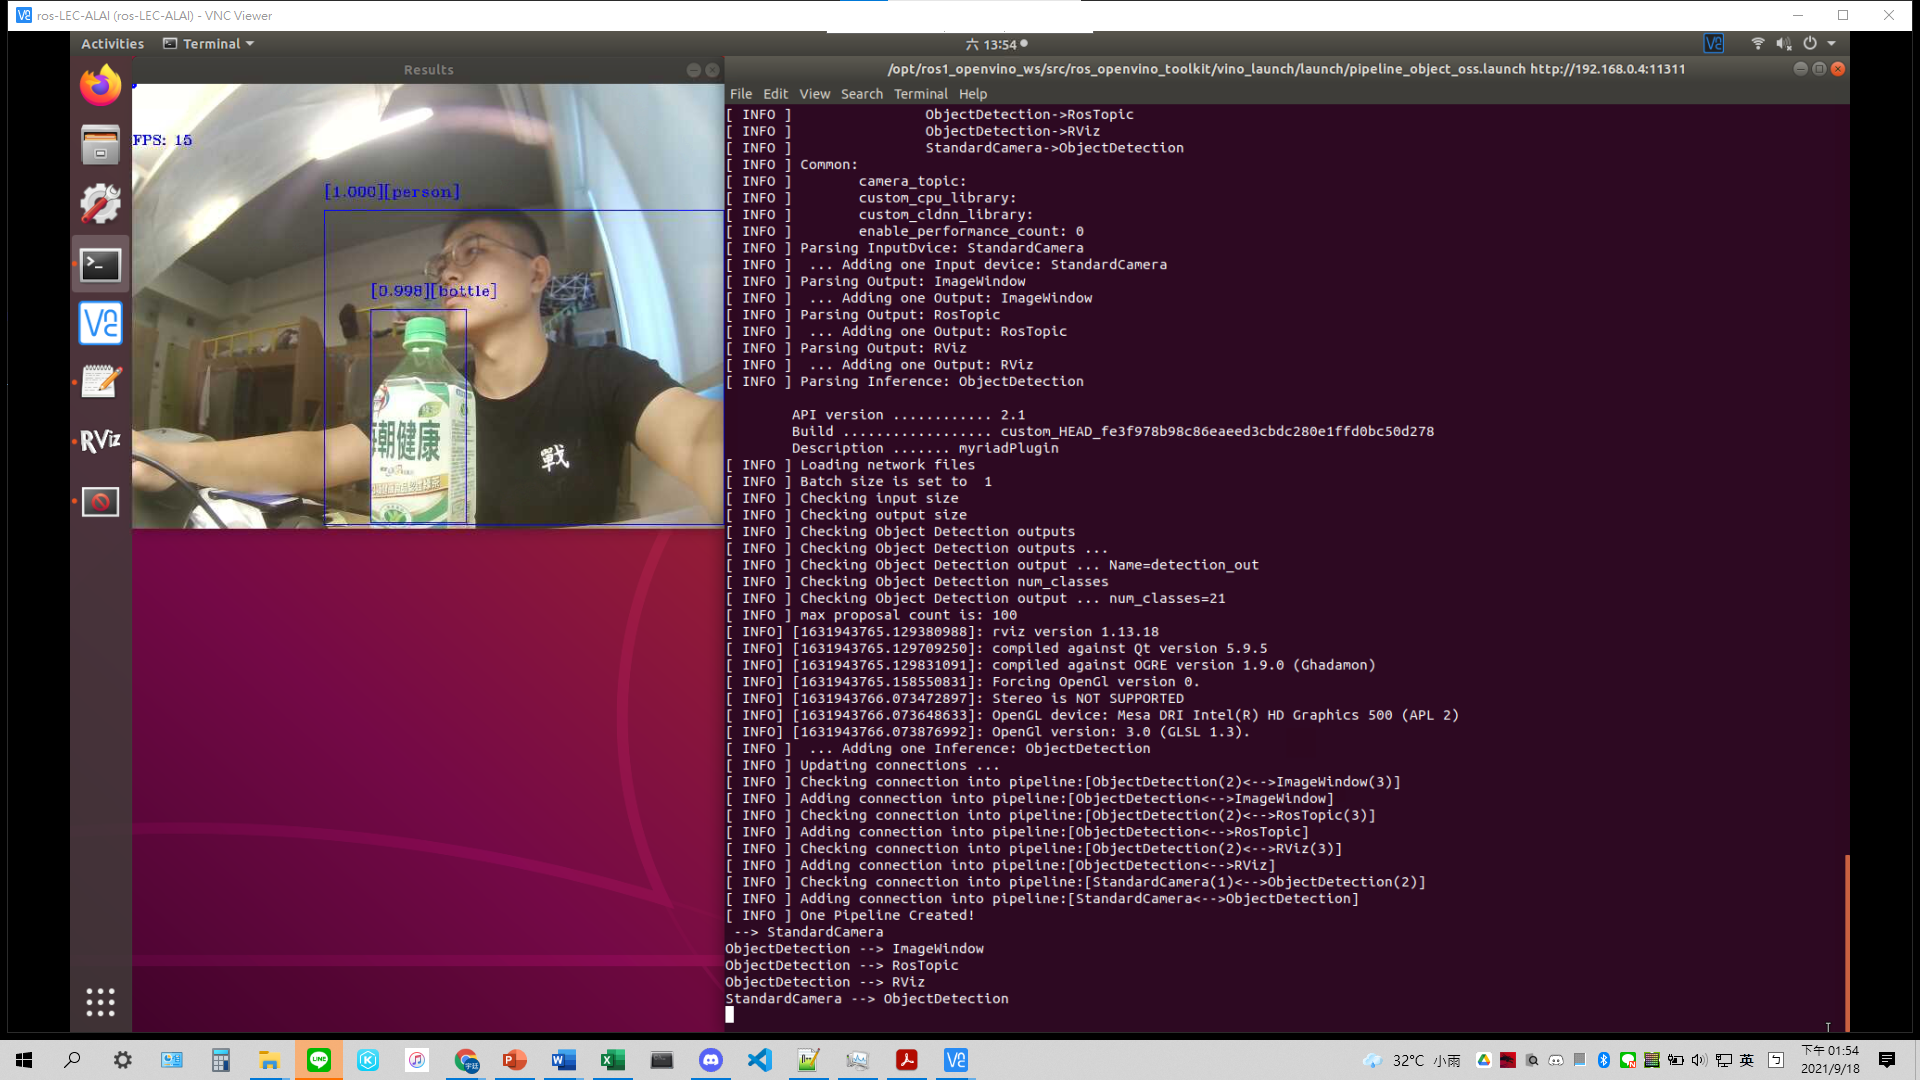 ros-LEC-ALAI (ros-LEC-ALAI) - VNC Viewer
Activities
Terminal
六 13:54
Results
/opt/ros1_openvino_ws/src/ros_openvino_toolkit/vino_launch/launch/pipeline_object_oss.launch http://192.168.0.4:11311
File Edit View Search Terminal Help
FPS: 15
[1.000][person]
[0.998][bottle]
朝健康
戰
RViz
[ INFO ]                ObjectDetection->RosTopic
[ INFO ]                ObjectDetection->RViz
[ INFO ]                StandardCamera->ObjectDetection
[ INFO ] Common:
[ INFO ]        camera_topic:
[ INFO ]        custom_cpu_library:
[ INFO ]        custom_cldnn_library:
[ INFO ]        enable_performance_count: 0
[ INFO ] Parsing InputDvice: StandardCamera
[ INFO ]  ... Adding one Input device: StandardCamera
[ INFO ] Parsing Output: ImageWindow
[ INFO ]  ... Adding one Output: ImageWindow
[ INFO ] Parsing Output: RosTopic
[ INFO ]  ... Adding one Output: RosTopic
[ INFO ] Parsing Output: RViz
[ INFO ]  ... Adding one Output: RViz
[ INFO ] Parsing Inference: ObjectDetection
API version ............ 2.1
Build .................. custom_HEAD_fe3f978b98c86eaeed3cbdc280e1ffd0bc50d278
Description ....... myriadPlugin
[ INFO ] Loading network files
[ INFO ] Batch size is set to  1
[ INFO ] Checking input size
[ INFO ] Checking output size
[ INFO ] Checking Object Detection outputs
[ INFO ] Checking Object Detection outputs ...
[ INFO ] Checking Object Detection output ... Name=detection_out
[ INFO ] Checking Object Detection num_classes
[ INFO ] Checking Object Detection output ... num_classes=21
[ INFO ] max proposal count is: 100
[ INFO] [1631943765.129380988]: rviz version 1.13.18
[ INFO] [1631943765.129709250]: compiled against Qt version 5.9.5
[ INFO] [1631943765.129831091]: compiled against OGRE version 1.9.0 (Ghadamon)
[ INFO] [1631943765.158550831]: Forcing OpenGl version 0.
[ INFO] [1631943766.073472897]: Stereo is NOT SUPPORTED
[ INFO] [1631943766.073648633]: OpenGL device: Mesa DRI Intel(R) HD Graphics 500 (APL 2)
[ INFO] [1631943766.073876992]: OpenGl version: 3.0 (GLSL 1.3).
[ INFO ]  ... Adding one Inference: ObjectDetection
[ INFO ] Updating connections ...
[ INFO ] Checking connection into pipeline:[ObjectDetection(2)<-->ImageWindow(3)]
[ INFO ] Adding connection into pipeline:[ObjectDetection<-->ImageWindow]
[ INFO ] Checking connection into pipeline:[ObjectDetection(2)<-->RosTopic(3)]
[ INFO ] Adding connection into pipeline:[ObjectDetection<-->RosTopic]
[ INFO ] Checking connection into pipeline:[ObjectDetection(2)<-->RViz(3)]
[ INFO ] Adding connection into pipeline:[ObjectDetection<-->RViz]
[ INFO ] Checking connection into pipeline:[StandardCamera(1)<-->ObjectDetection(2)]
[ INFO ] Adding connection into pipeline:[StandardCamera<-->ObjectDetection]
[ INFO ] One Pipeline Created!
--> StandardCamera
ObjectDetection --> ImageWindow
ObjectDetection --> RosTopic
ObjectDetection --> RViz
StandardCamera --> ObjectDetection
32°C 小雨
英
下午 01:54
2021/9/18